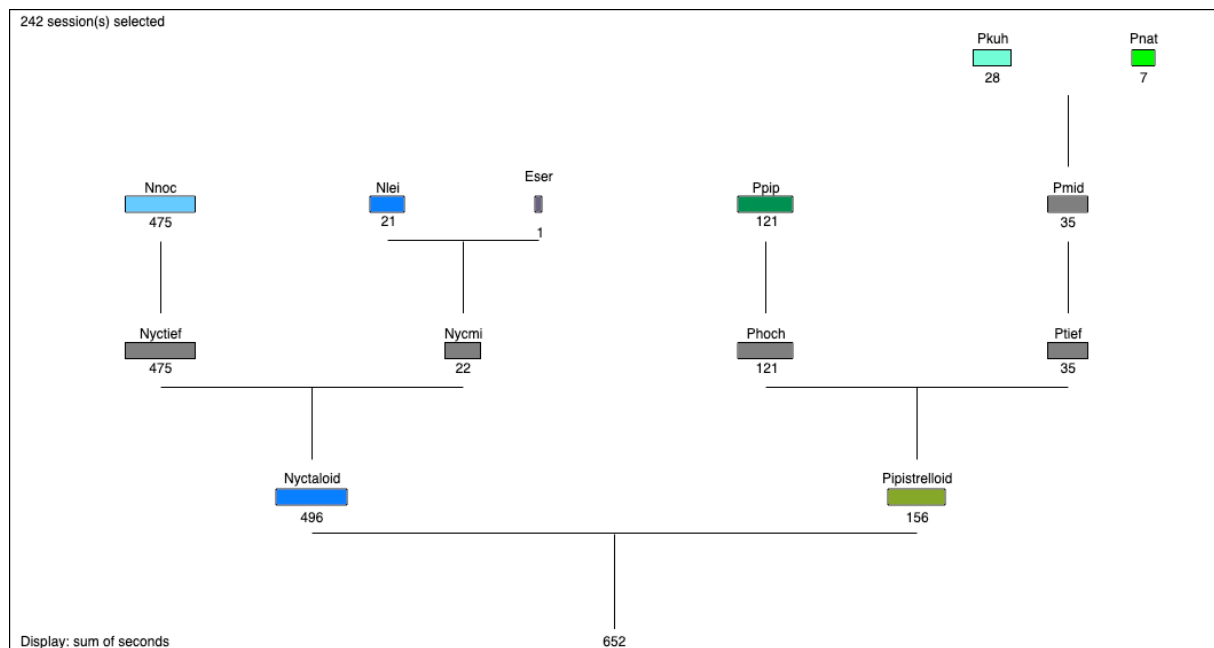 242 session(s) selected
Pkuh Pnat
28 7
Nnoc Nlei Eser Ppip Pmid
475 21 1 121 35
Nyctief Nycmi Phoch Ptief
475 22 121 35
Nyctaloid Pipistrelloid
496 156
Display: sum of seconds 652